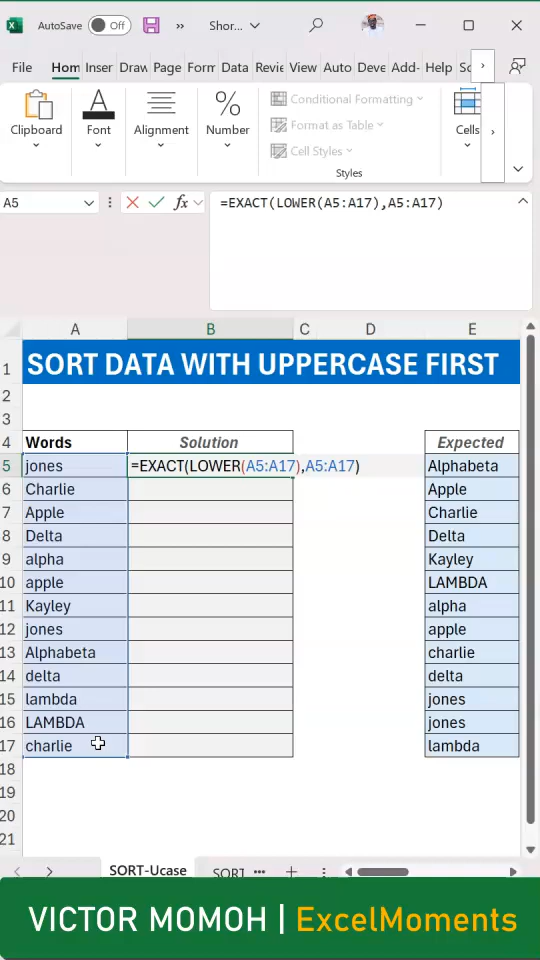 AutoSave Off Shor...
File Hom Inser Draw Page Form Data Revie View Auto Deve Add- Help Sc
Clipboard
Font
Alignment
Number
Conditional Formatting
Format as Table
Cell Styles
Styles
Cells
A5 fx =EXACT(LOWER(A5:A17),A5:A17)
A B C D E
1 SORT DATA WITH UPPERCASE FIRST
2
3
4 Words Solution Expected
5 jones =EXACT(LOWER(A5:A17),A5:A17) Alphabeta
6 Charlie Apple
7 Apple Charlie
8 Delta Delta
9 alpha Kayley
10 apple LAMBDA
11 Kayley alpha
12 jones apple
13 Alphabeta charlie
14 delta delta
15 lambda jones
16 LAMBDA jones
17 charlie lambda
18
19
20
21
SORT-Ucase SORT ...
VICTOR MOMOH | ExcelMoments